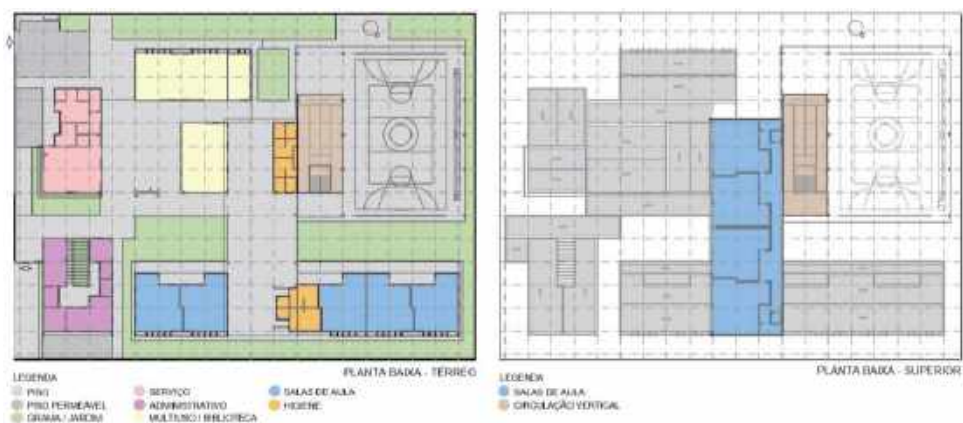 PLANTA BAIXA - TÉRREO
LEGENDA
PISO
PISO PERMEÁVEL
GRAMA / JARDIM
SERVIÇO
ADMINISTRATIVO
MULTIUSO / BIBLIOTECA
SALAS DE AULA
HIGIENE
PLANTA BAIXA - SUPERIOR
LEGENDA
SALAS DE AULA
CIRCULAÇÃO VERTICAL